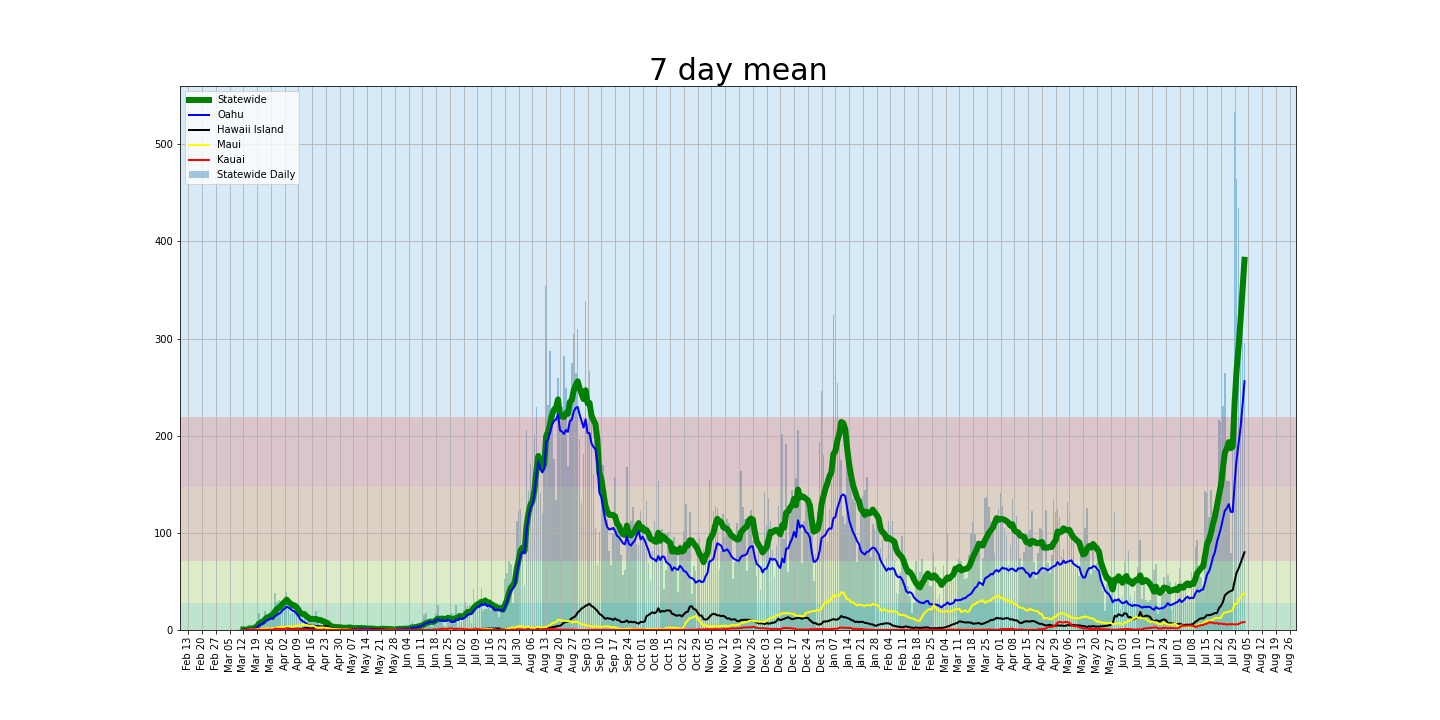 7 day mean
Statewide
Oahu
Hawaii Island
Maui
Kauai
Statewide Daily
500
400
300
200
100
0
Feb 13
Feb 20
Feb 27
Mar 05
Mar 12
Mar 19
Mar 26
Apr 02
Apr 09
Apr 16
Apr 23
Apr 30
May 07
May 14
May 21
May 28
Jun 04
Jun 11
Jun 18
Jun 25
Jul 02
Jul 09
Jul 16
Jul 23
Jul 30
Aug 06
Aug 13
Aug 20
Aug 27
Sep 03
Sep 10
Sep 17
Sep 24
Oct 01
Oct 08
Oct 15
Oct 22
Oct 29
Nov 05
Nov 12
Nov 19
Nov 26
Dec 03
Dec 10
Dec 17
Dec 24
Dec 31
Jan 07
Jan 14
Jan 21
Jan 28
Feb 04
Feb 11
Feb 18
Feb 25
Mar 04
Mar 11
Mar 18
Mar 25
Apr 01
Apr 08
Apr 15
Apr 22
Apr 29
May 06
May 13
May 20
May 27
Jun 03
Jun 10
Jun 17
Jun 24
Jul 01
Jul 08
Jul 15
Jul 22
Jul 29
Aug 05
Aug 12
Aug 19
Aug 26